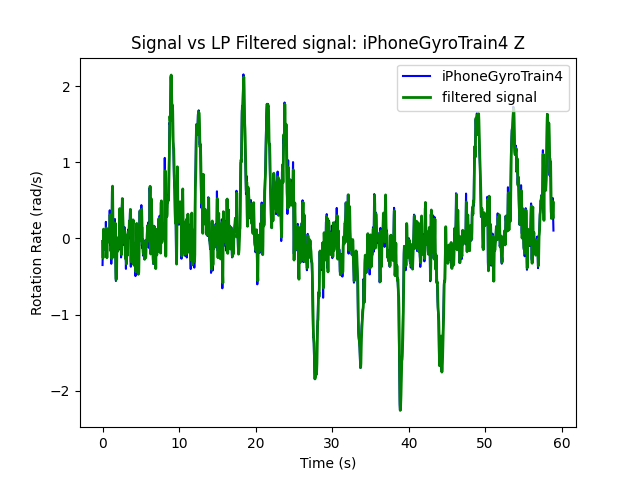 Signal vs LP Filtered signal: iPhoneGyroTrain4 Z
iPhoneGyroTrain4
filtered signal
Rotation Rate (rad/s)
2
1
0
−1
−2
0 10 20 30 40 50 60
Time (s)